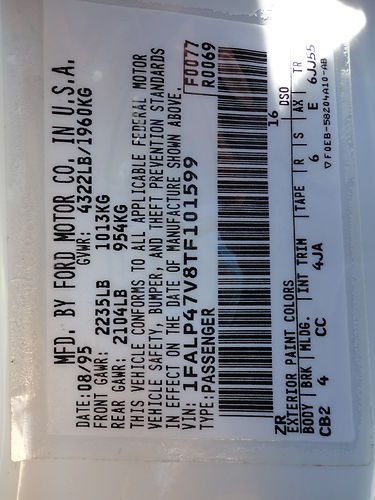 MFD. BY FORD MOTOR CO. IN U.S.A.
DATE: 08/95 GVWR: 4322LB/1960KG
FRONT GAWR: 2235LB 1013KG
REAR GAWR: 2104LB 954KG
THIS VEHICLE CONFORMS TO ALL APPLICABLE FEDERAL MOTOR
VEHICLE SAFETY, BUMPER, AND THEFT PREVENTION STANDARDS
IN EFFECT ON THE DATE OF MANUFACTURE SHOWN ABOVE.
VIN: 1FALP47V8TF101599
TYPE: PASSENGER
F0077
R0069
16 DSO
ZR
EXTERIOR PAINT COLORS
BODY BRK MLDG. INT TRIM TAPE R S AX TR
CB2 4 CC 4JA 6 E 6JJ55
▽F0EB-58204A10-AB